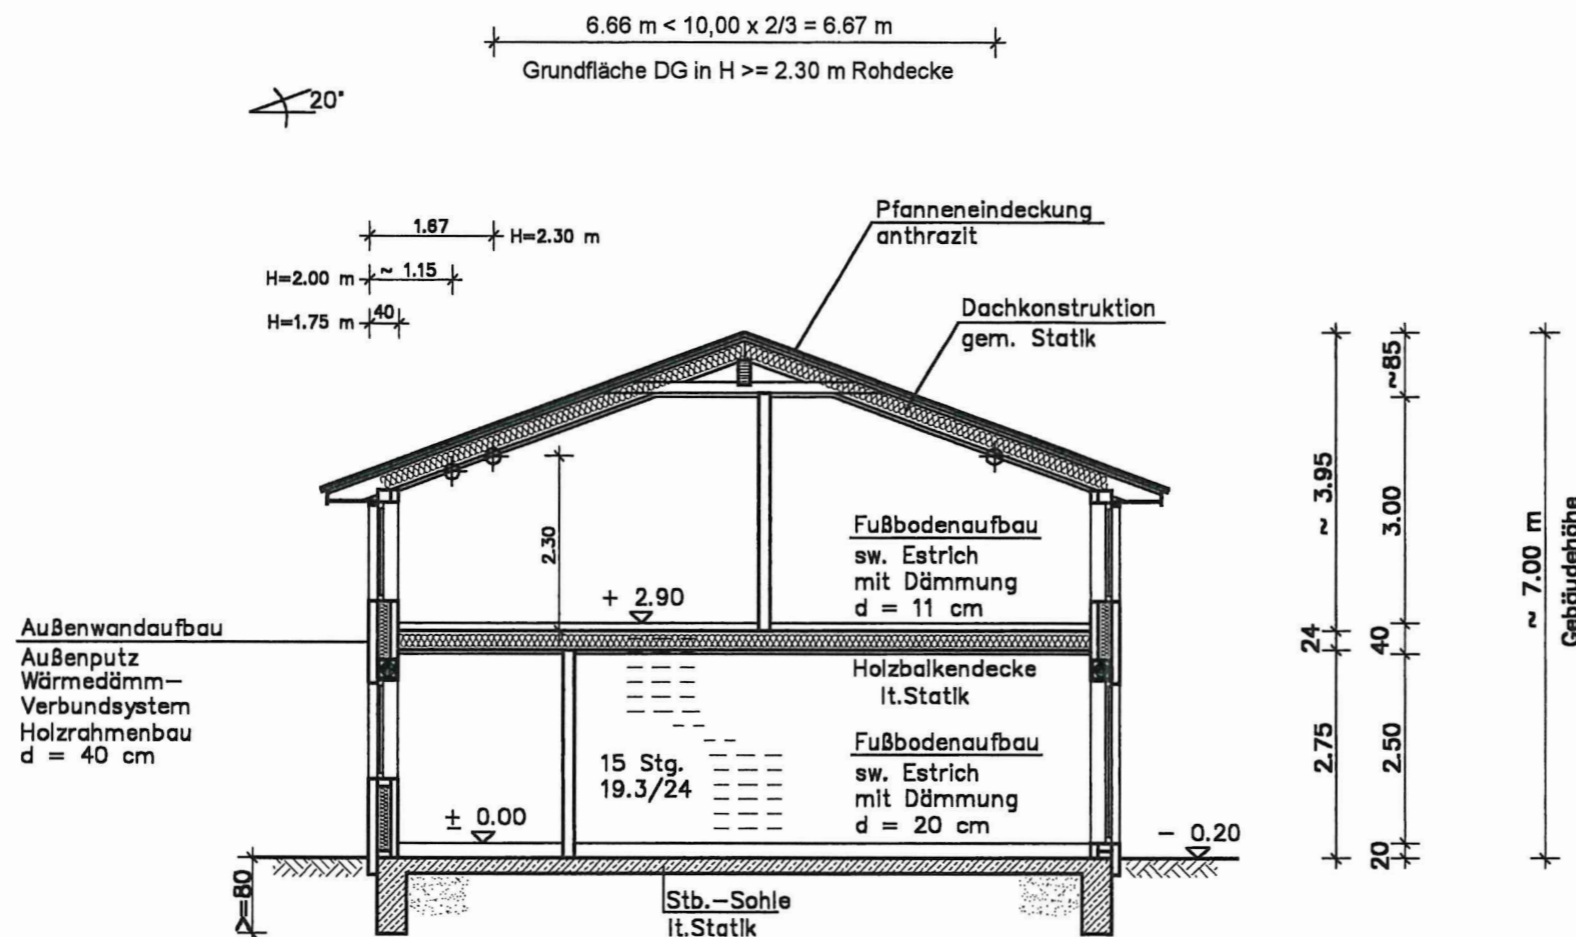 6.66 m < 10,00 x 2/3 = 6.67 m
Grundfläche DG in H >= 2.30 m Rohdecke
20°
1.67
H=2.30 m
H=2.00 m
~ 1.15
H=1.75 m
40
Pfanneneindeckung
anthrazit
Dachkonstruktion
gem. Statik
2.30
+ 2.90
Fußbodenaufbau
sw. Estrich
mit Dämmung
d = 11 cm
Außenwandaufbau
Außenputz
Wärmedämm-
Verbundsystem
Holzrahmenbau
d = 40 cm
Holzbalkendecke
lt.Statik
15 Stg.
19.3/24
Fußbodenaufbau
sw. Estrich
mit Dämmung
d = 20 cm
± 0.00
- 0.20
>=80
Stb.-Sohle
lt.Statik
~ 3.95
24
2.75
~85
3.00
40
2.50
20
~ 7.00 m
Gebäudehöhe